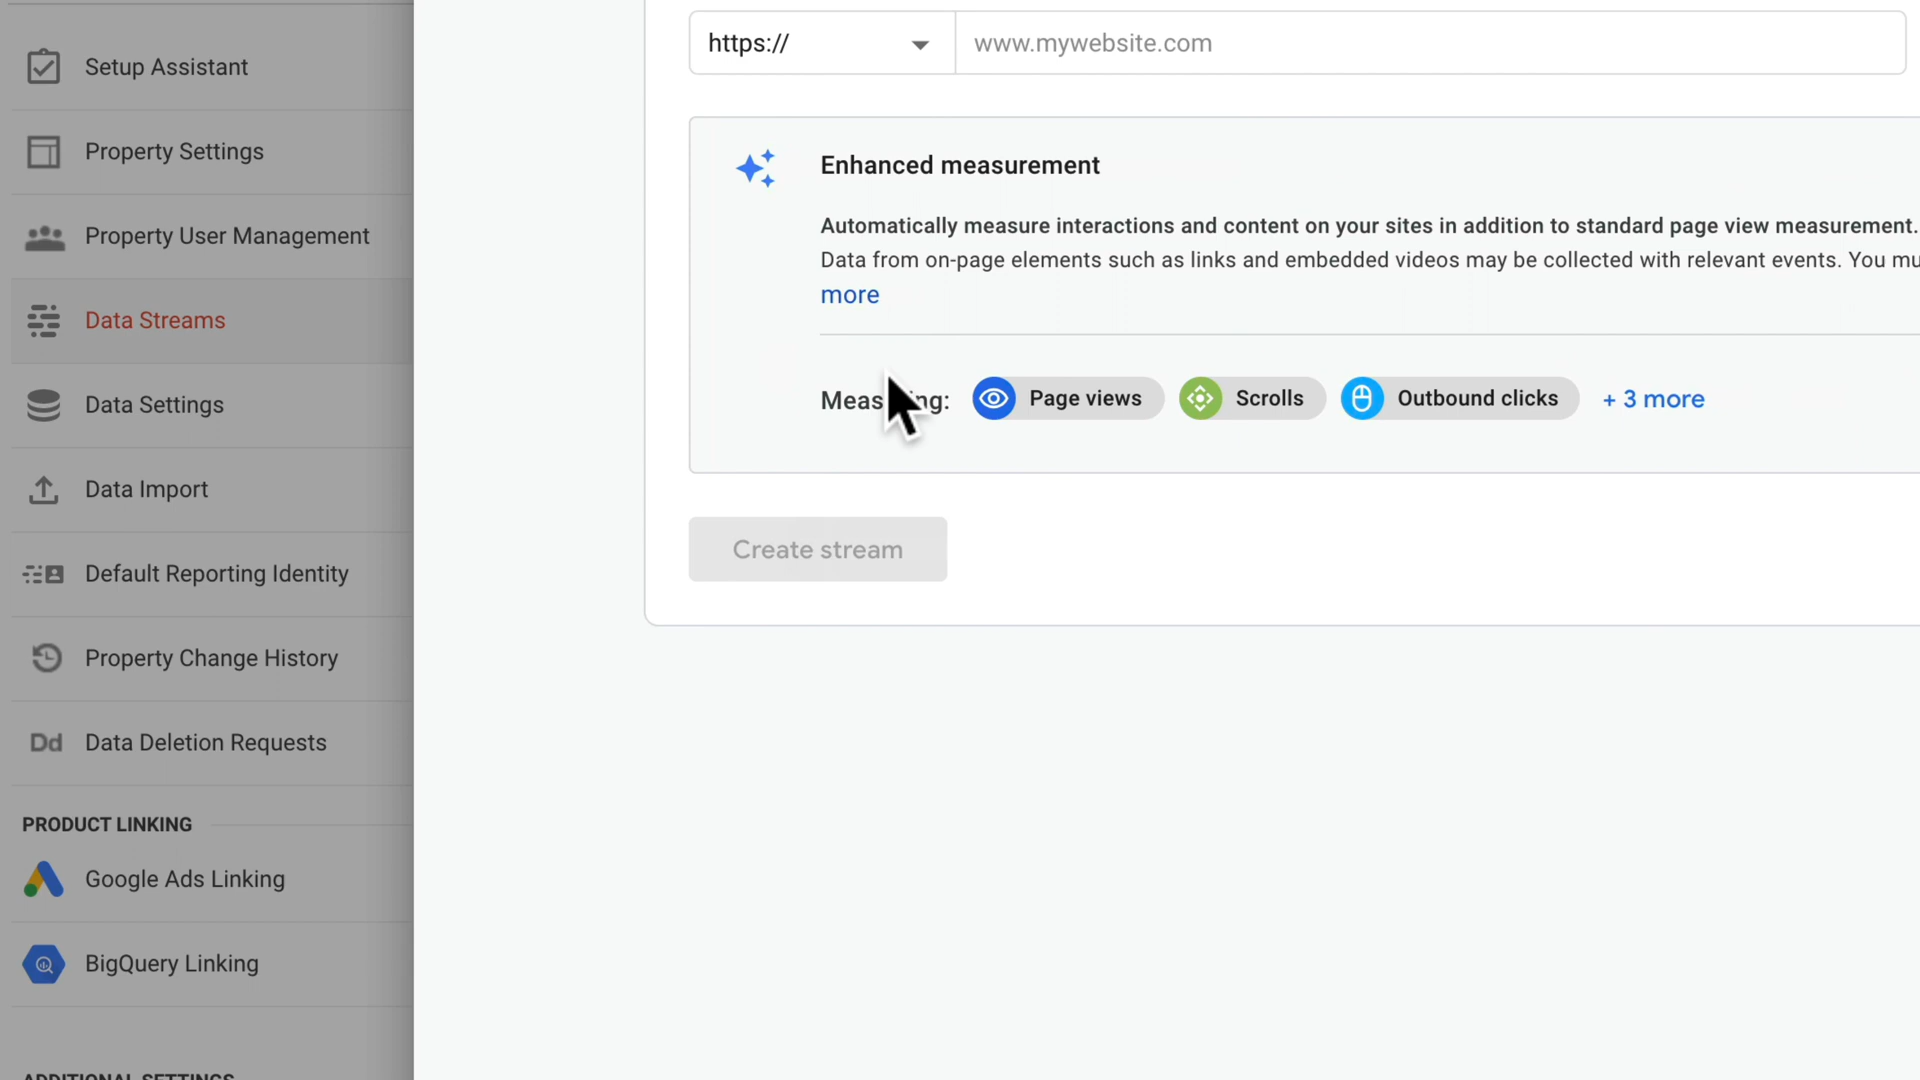 Setup Assistant
Property Settings
Property User Management
Data Streams
Data Settings
Data Import
Default Reporting Identity
Property Change History
Dd Data Deletion Requests
PRODUCT LINKING
Google Ads Linking
BigQuery Linking
ADDITIONAL SETTINGS
https:// www.mywebsite.com
Enhanced measurement
Automatically measure interactions and content on your sites in addition to standard page view measurement.
Data from on-page elements such as links and embedded videos may be collected with relevant events. You mu
more
Measuring: Page views Scrolls Outbound clicks + 3 more
Create stream